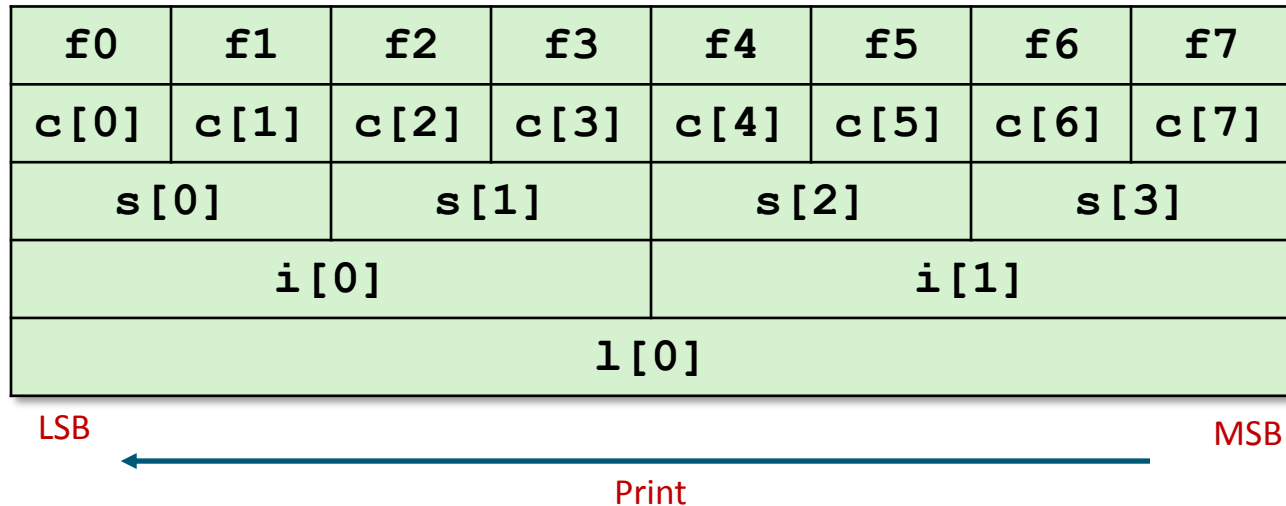 f0 f1 f2 f3 f4 f5 f6 f7
c[0] c[1] c[2] c[3] c[4] c[5] c[6] c[7]
s[0] s[1] s[2] s[3]
i[0] i[1]
l[0]
LSB MSB
Print